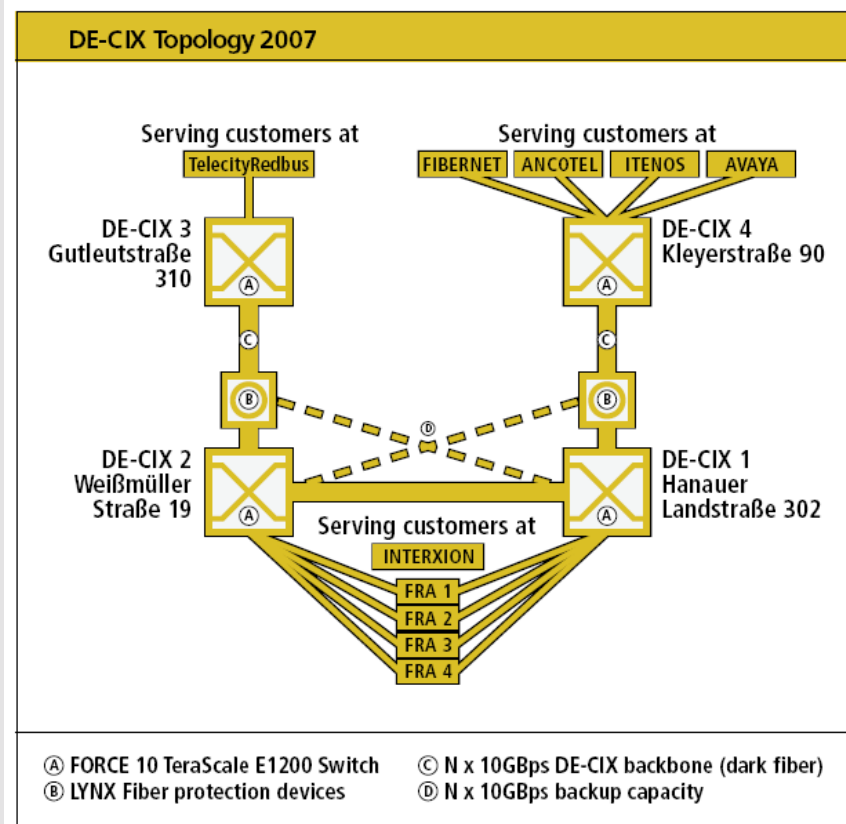 DE-CIX Topology 2007
Serving customers at
TelecityRedbus
Serving customers at
FIBERNET
ANCOTEL
ITENOS
AVAYA
DE-CIX 3
Gutleutstraße
310
A
DE-CIX 4
Kleyerstraße 90
A
C
C
B
B
D
DE-CIX 2
Weißmüller
Straße 19
A
DE-CIX 1
Hanauer
Landstraße 302
A
Serving customers at
INTERXION
FRA 1
FRA 2
FRA 3
FRA 4
A FORCE 10 TeraScale E1200 Switch
B LYNX Fiber protection devices
C N x 10GBps DE-CIX backbone (dark fiber)
D N x 10GBps backup capacity